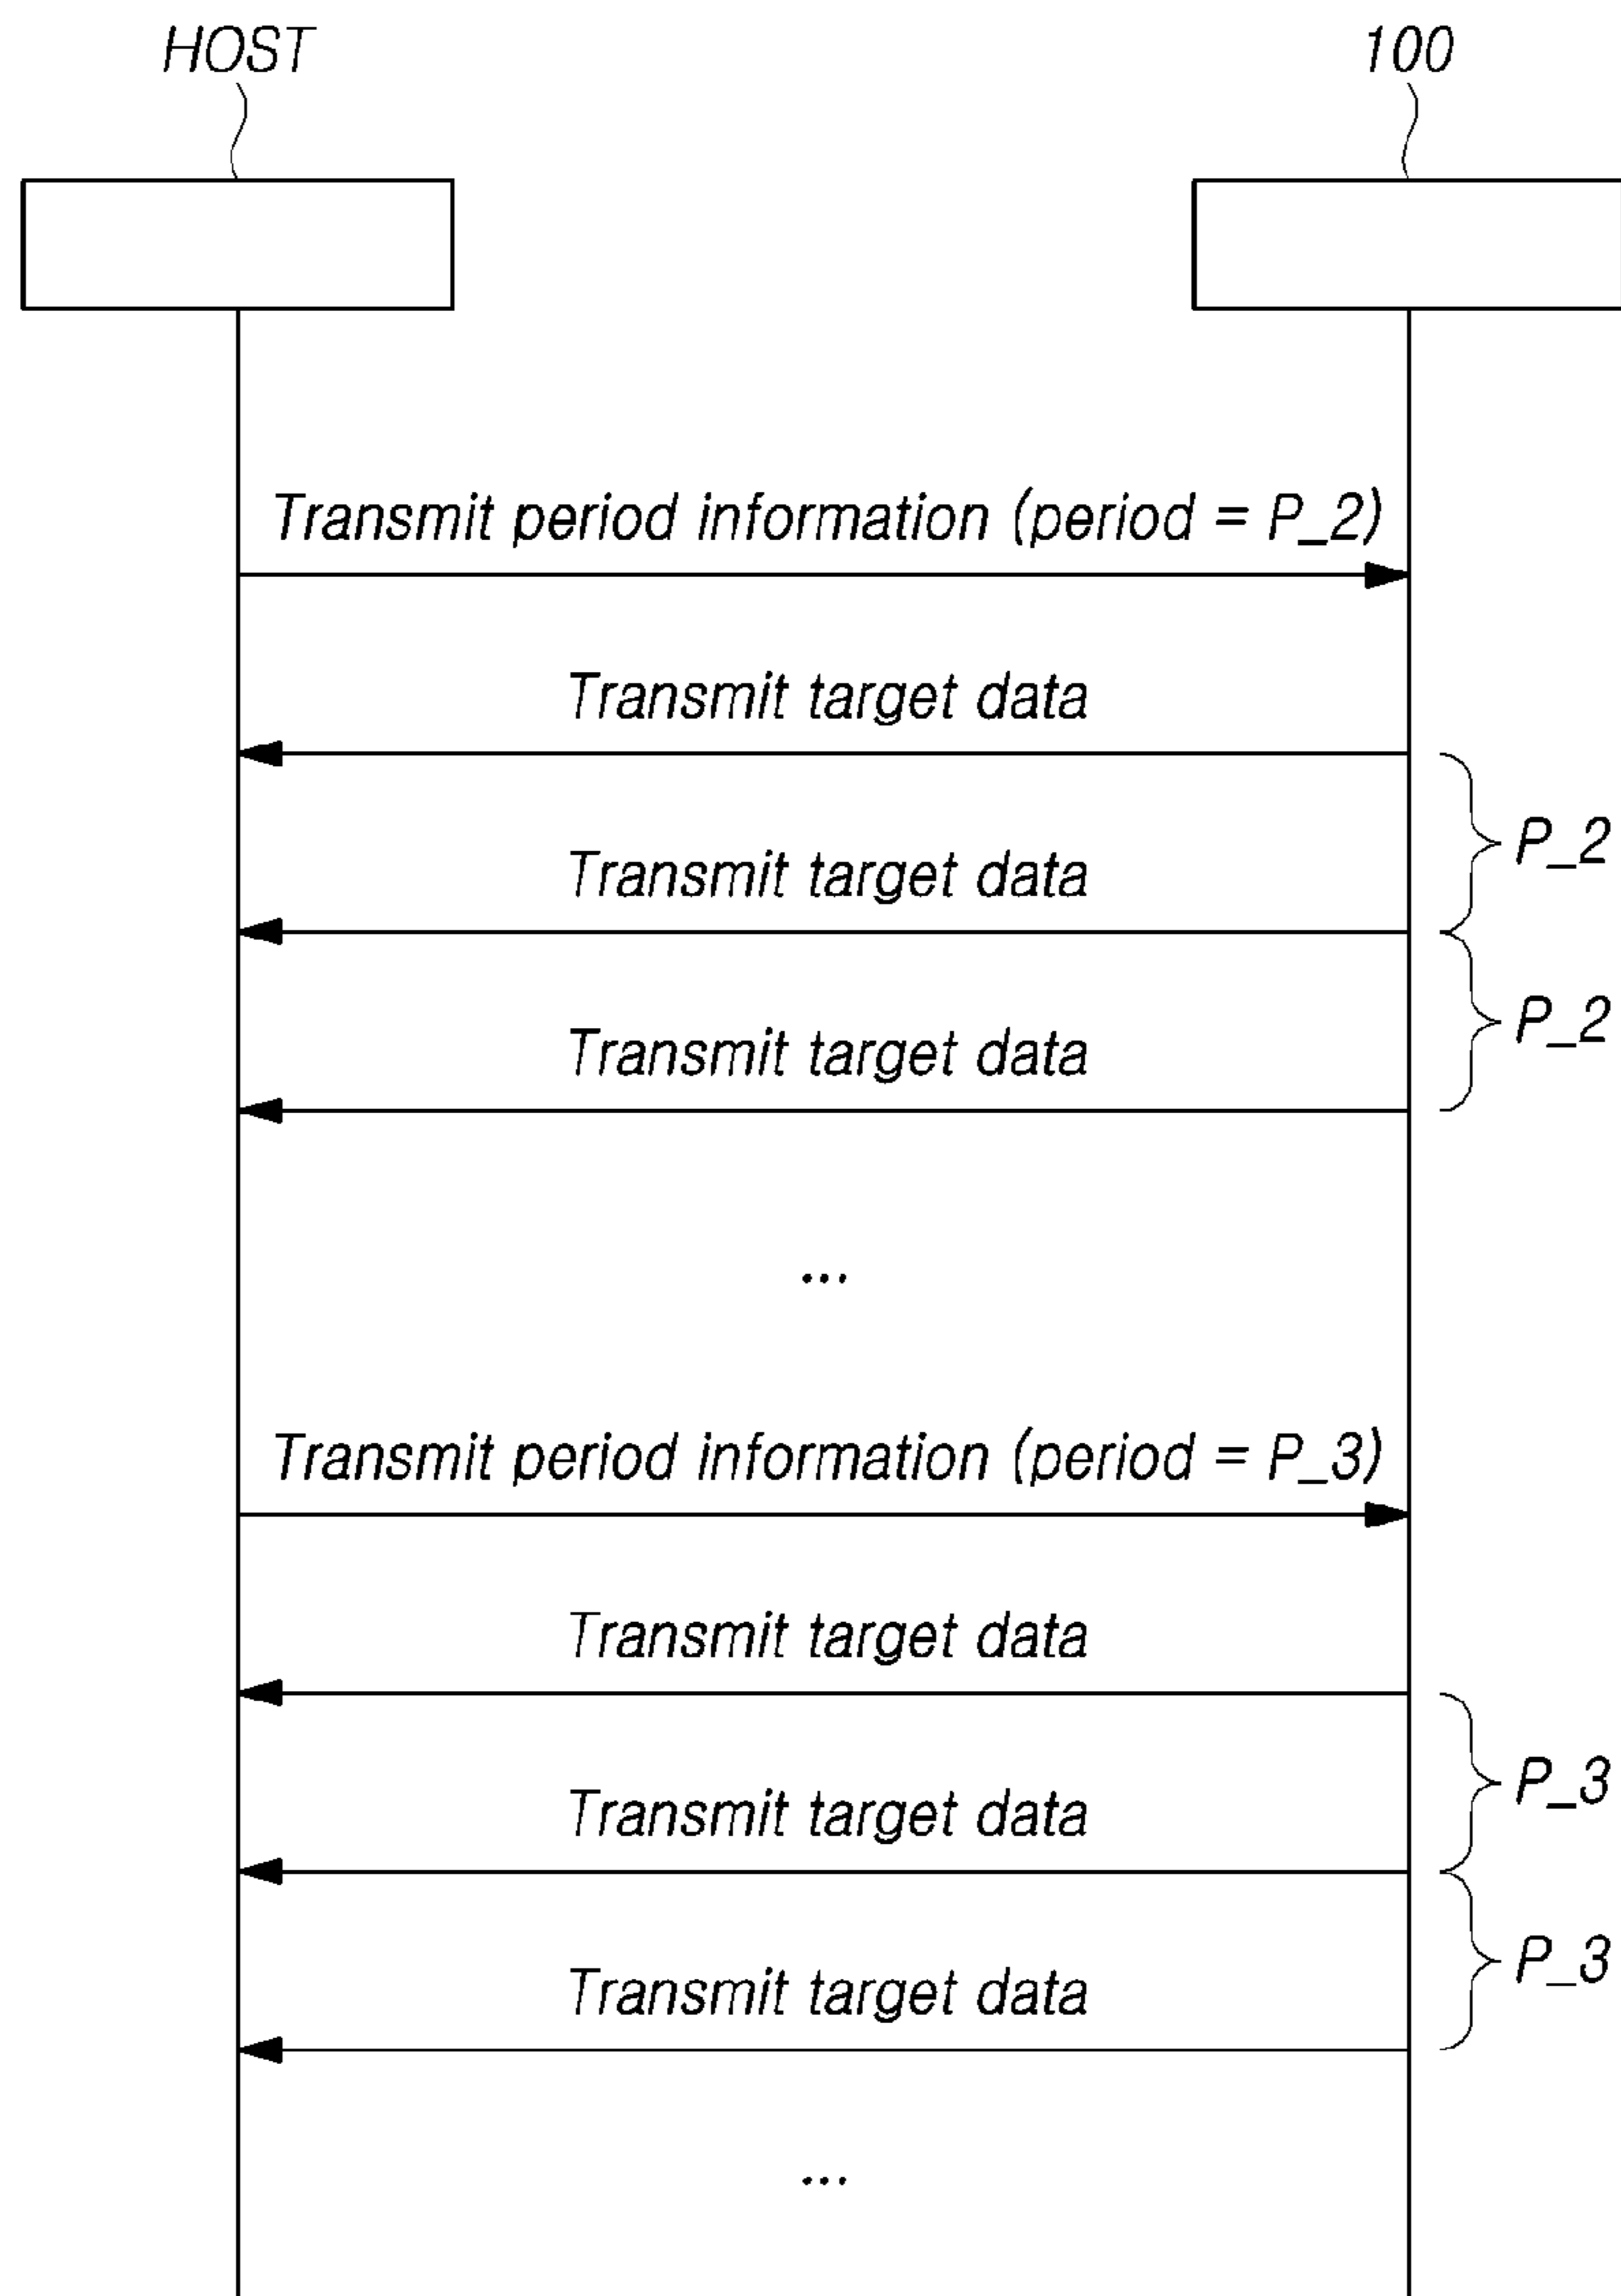 HOST 100
Transmit period information (period = P_2)
Transmit target data
P_2
Transmit target data
P_2
Transmit target data
...
Transmit period information (period = P_3)
Transmit target data
P_3
Transmit target data
P_3
Transmit target data
...